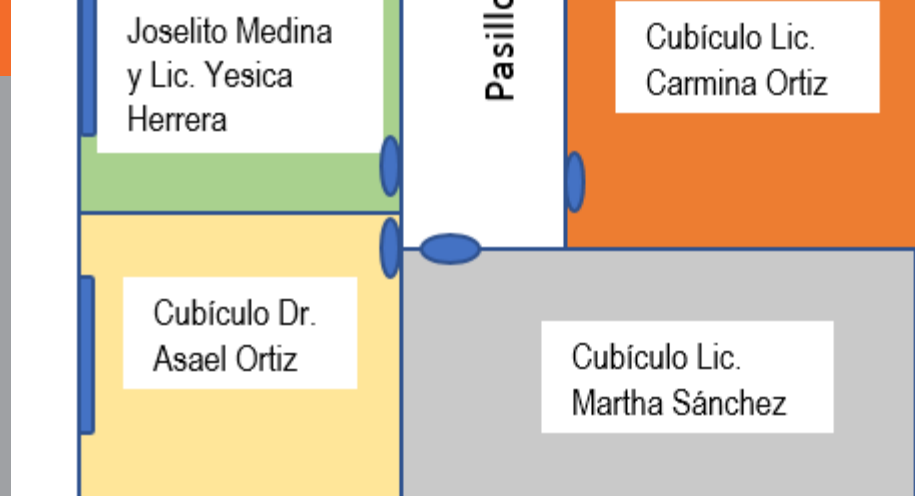 Joselito Medina
y Lic. Yesica
Herrera
Pasillo
Cubículo Lic.
Carmina Ortiz
Cubículo Dr.
Asael Ortiz
Cubículo Lic.
Martha Sánchez